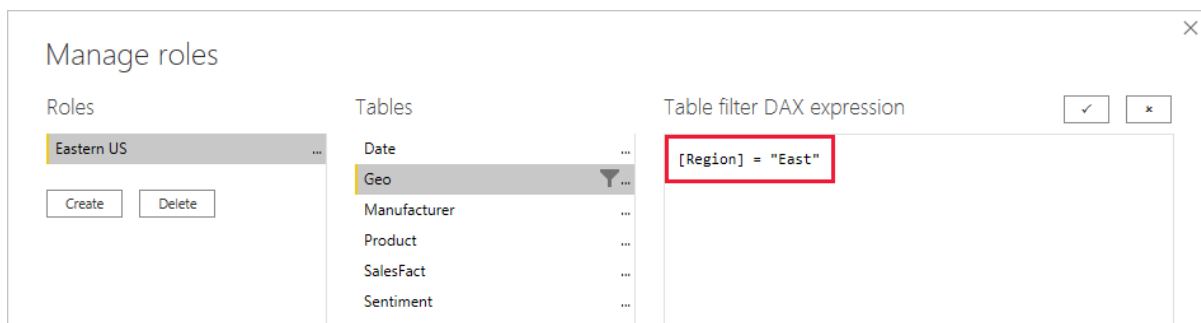 Manage roles
Roles
Eastern US ...
Create Delete
Tables
Date ...
Geo ...
Manufacturer ...
Product ...
SalesFact ...
Sentiment ...
Table filter DAX expression
[Region] = "East"